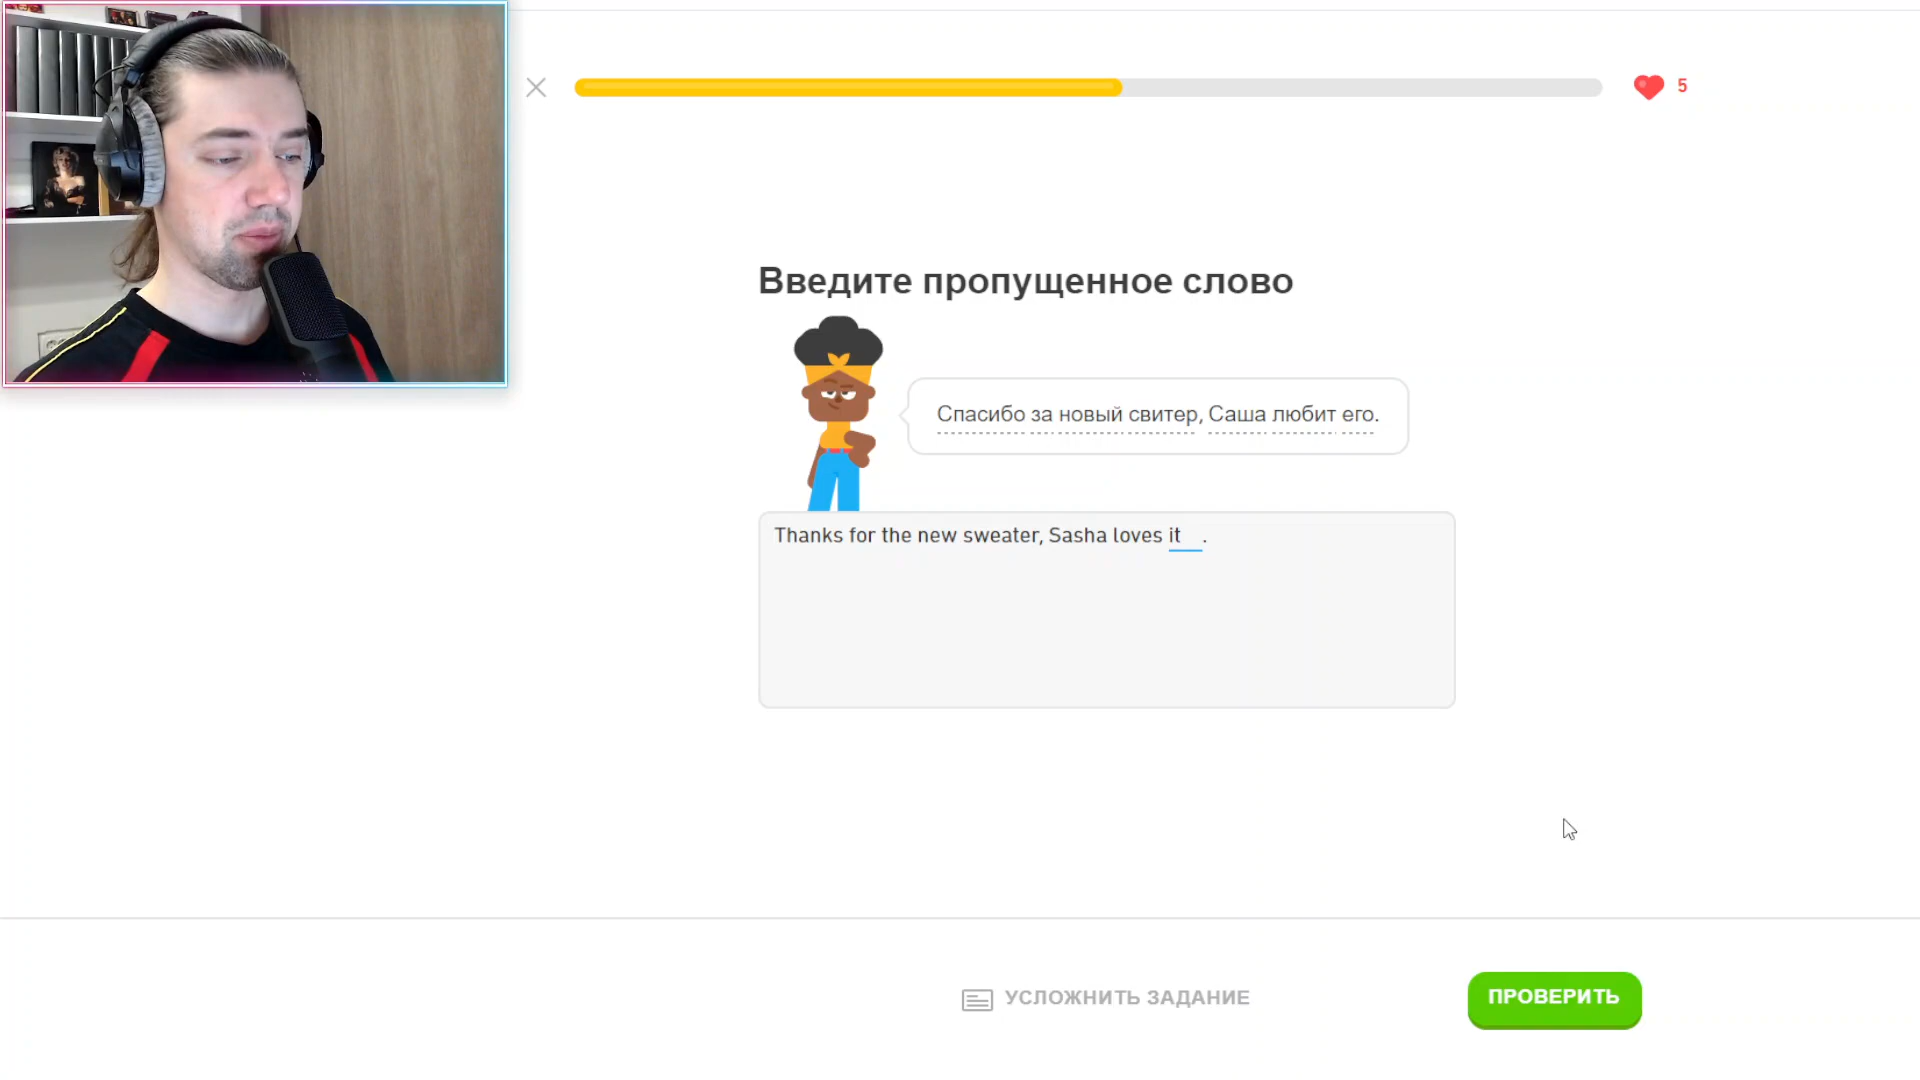 5
Введите пропущенное слово
Спасибо за новый свитер, Саша любит его.
Thanks for the new sweater, Sasha loves it .
УСЛОЖНИТЬ ЗАДАНИЕ
ПРОВЕРИТЬ